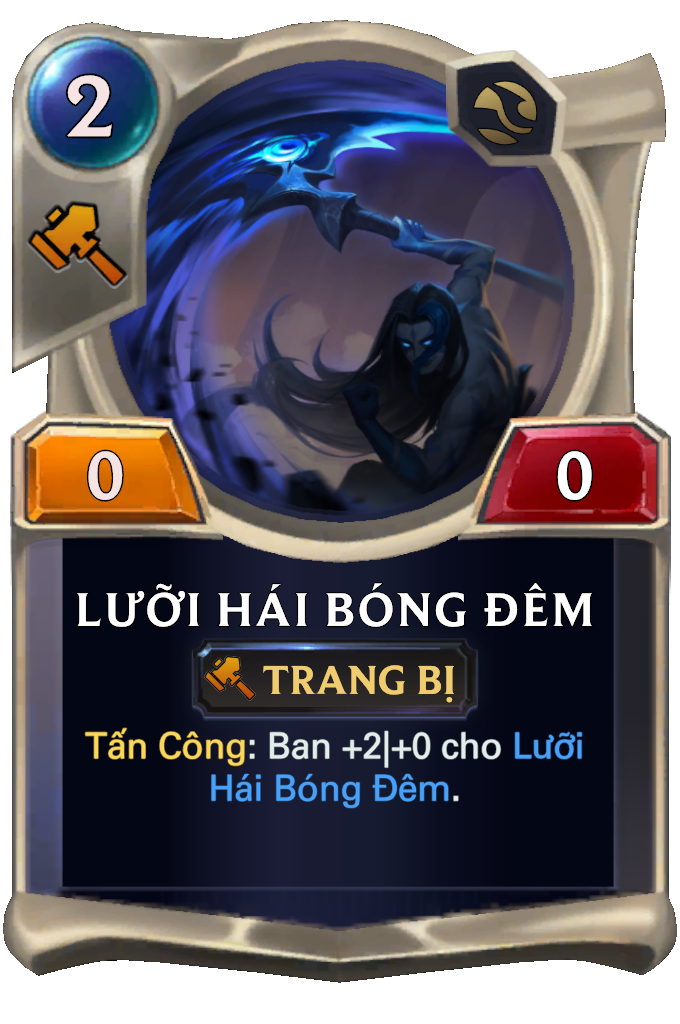 2
0
0
LƯỠI HÁI BÓNG ĐÊM
TRANG BỊ
Tấn Công: Ban +2|+0 cho Lưỡi
Hái Bóng Đêm.